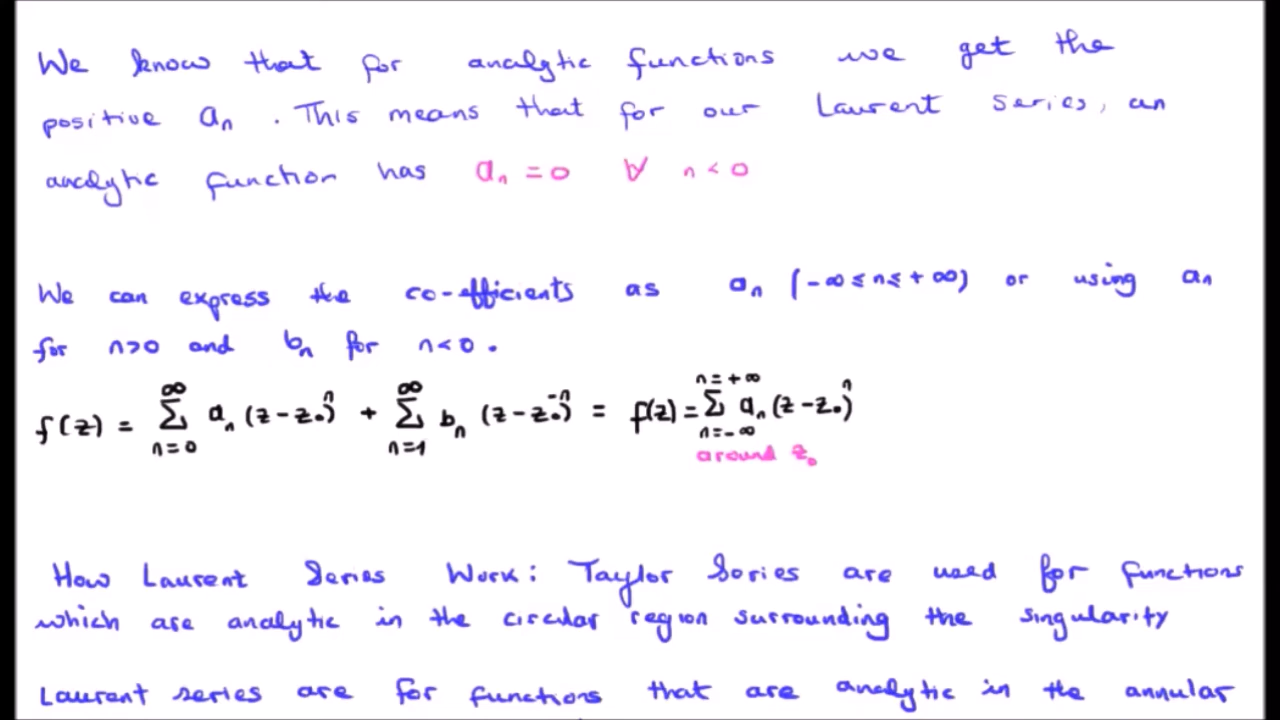 We know that for analytic functions we get the
positive aₙ . This means that for our Laurent series, an
analytic function has aₙ = 0 ∀ n < 0
We can express the co-efficients as aₙ (-∞ ≤ n ≤ +∞) or using aₙ
for n>0 and bₙ for n<0.
f(z) = ∑_{n=0}^{∞} aₙ (z-z₀)^n + ∑_{n=1}^{∞} bₙ (z-z₀)^{-n} = f(z) = ∑_{n=-∞}^{n=+∞} aₙ (z-z₀)^n
around z₀
How Laurent Series Work: Taylor Series are used for functions
which are analytic in the circular region surrounding the singularity
Laurent series are for functions that are analytic in the annular